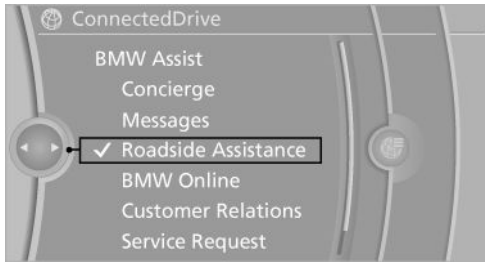 ConnectedDrive
BMW Assist
Concierge
Messages
Roadside Assistance
BMW Online
Customer Relations
Service Request